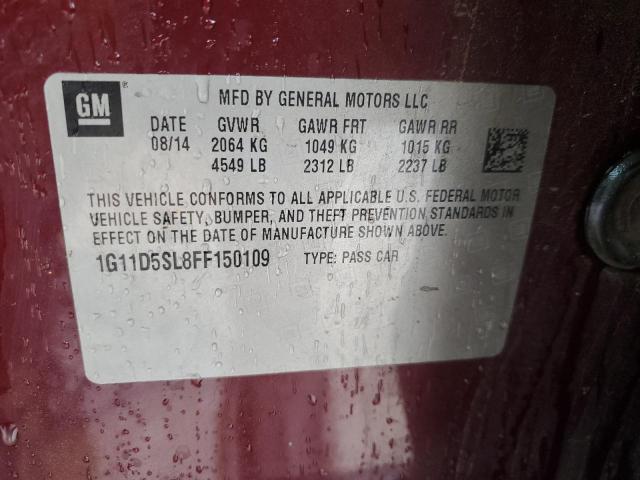 GM ®
MFD BY GENERAL MOTORS LLC
DATE GVWR GAWR FRT GAWR RR
08/14 2064 KG 1049 KG 1015 KG
4549 LB 2312 LB 2237 LB
THIS VEHICLE CONFORMS TO ALL APPLICABLE U.S. FEDERAL MOTOR
VEHICLE SAFETY, BUMPER, AND THEFT PREVENTION STANDARDS IN
EFFECT ON THE DATE OF MANUFACTURE SHOWN ABOVE.
1G11D5SL8FF150109 TYPE: PASS CAR